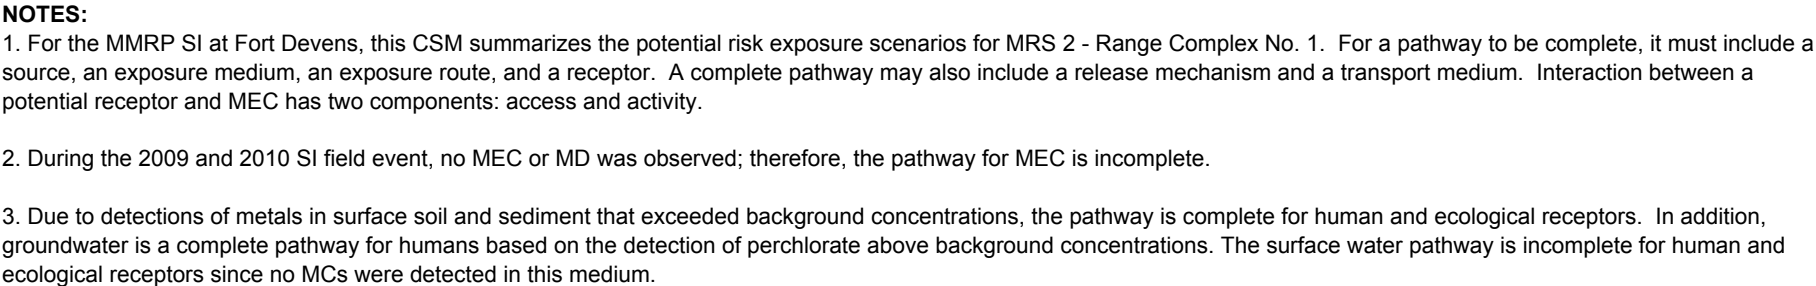 NOTES:
1. For the MMRP SI at Fort Devens, this CSM summarizes the potential risk exposure scenarios for MRS 2 - Range Complex No. 1.  For a pathway to be complete, it must include a
source, an exposure medium, an exposure route, and a receptor.  A complete pathway may also include a release mechanism and a transport medium.  Interaction between a
potential receptor and MEC has two components: access and activity.
2. During the 2009 and 2010 SI field event, no MEC or MD was observed; therefore, the pathway for MEC is incomplete.
3. Due to detections of metals in surface soil and sediment that exceeded background concentrations, the pathway is complete for human and ecological receptors.  In addition,
groundwater is a complete pathway for humans based on the detection of perchlorate above background concentrations. The surface water pathway is incomplete for human and
ecological receptors since no MCs were detected in this medium.